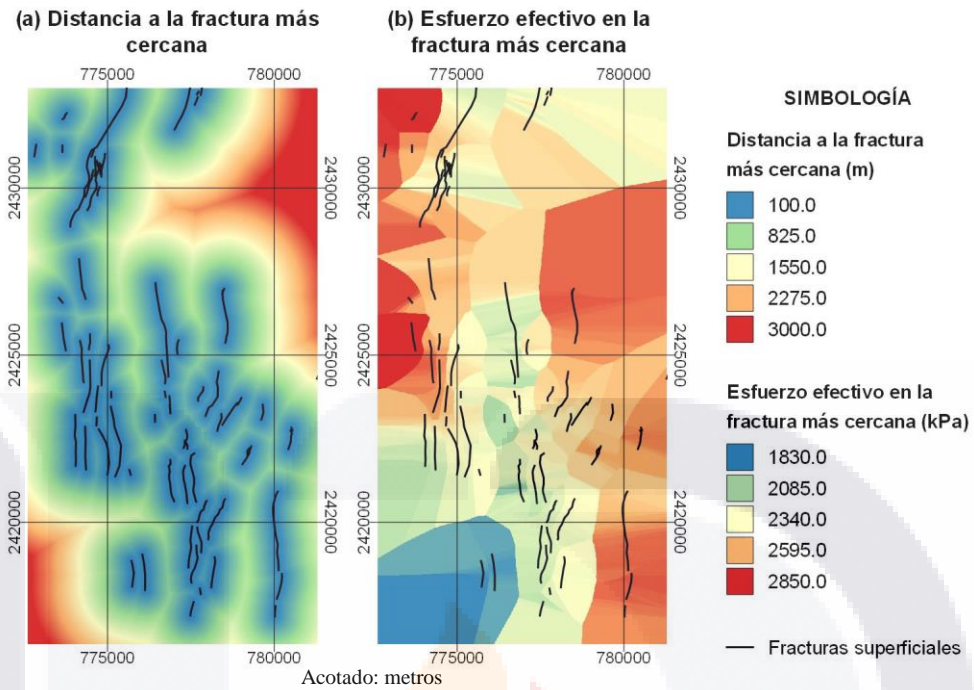 (a) Distancia a la fractura más
cercana
(b) Esfuerzo efectivo en la
fractura más cercana
775000
780000
775000
780000
2430000
2425000
2420000
2430000
2425000
2420000
2430000
2425000
2420000
775000
780000
775000
780000
Acotado: metros
SIMBOLOGÍA
Distancia a la fractura
más cercana (m)
100.0
825.0
1550.0
2275.0
3000.0
Esfuerzo efectivo en la
fractura más cercana (kPa)
1830.0
2085.0
2340.0
2595.0
2850.0
Fracturas superficiales